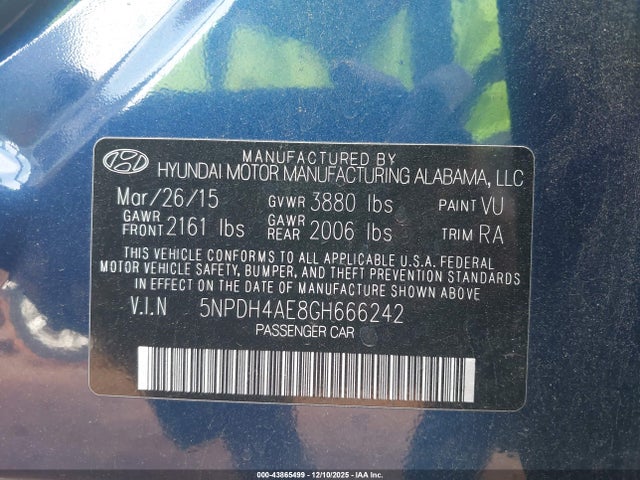 MANUFACTURED BY
HYUNDAI MOTOR MANUFACTURING ALABAMA, LLC
Mar/26/15 GVWR 3880 lbs PAINT VU
GAWR FRONT 2161 lbs GAWR REAR 2006 lbs TRIM RA
THIS VEHICLE CONFORMS TO ALL APPLICABLE U.S.A. FEDERAL
MOTOR VEHICLE SAFETY, BUMPER, AND THEFT PREVENTION STANDARDS
IN EFFECT ON THE DATE OF MANUFACTURE SHOWN ABOVE
V.I.N 5NPDH4AE8GH666242
PASSENGER CAR
000-43865499 - 12/10/2025 - IAA Inc.